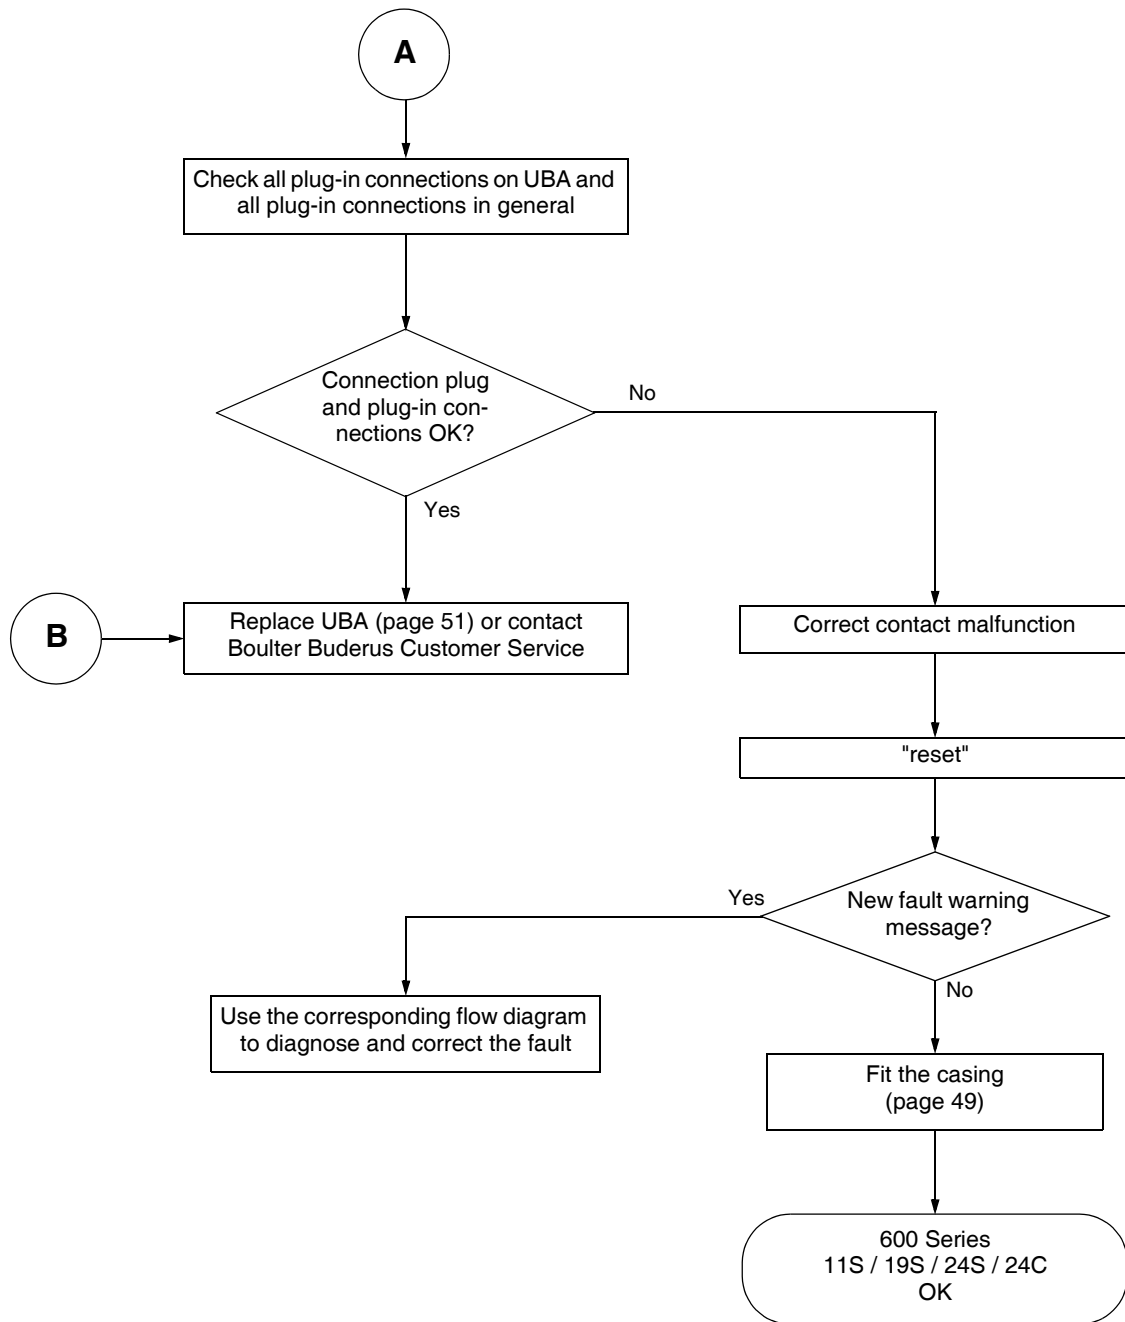 A
Check all plug-in connections on UBA and
all plug-in connections in general
Connection plug
and plug-in con-
nections OK?
No
Yes
B
Replace UBA (page 51) or contact
Boulter Buderus Customer Service
Correct contact malfunction
"reset"
Yes
New fault warning
message?
No
Use the corresponding flow diagram
to diagnose and correct the fault
Fit the casing
(page 49)
600 Series
11S / 19S / 24S / 24C
OK